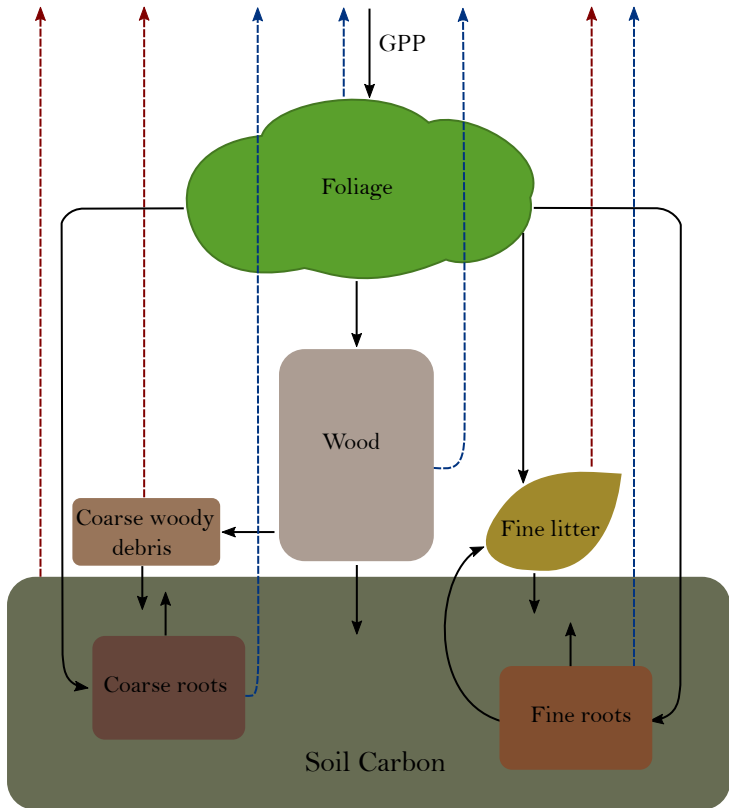 GPP
Foliage
Wood
Coarse woody
debris
Fine litter
Coarse roots
Fine roots
Soil Carbon